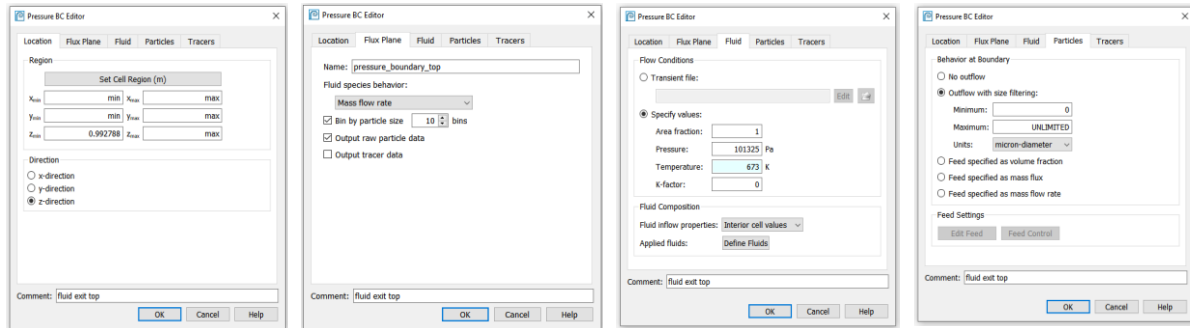 Pressure BC Editor
Location Flux Plane Fluid Particles Tracers
Region
Set Cell Region (m)
xmin min xmax max
ymin min ymax max
zmin 0.992788 zmax max
Direction
x-direction
y-direction
z-direction
Comment: fluid exit top
OK Cancel Help
Pressure BC Editor
Location Flux Plane Fluid Particles Tracers
Name: pressure_boundary_top
Fluid species behavior:
Mass flow rate
Bin by particle size 10 bins
Output raw particle data
Output tracer data
Comment: fluid exit top
OK Cancel Help
Pressure BC Editor
Location Flux Plane Fluid Particles Tracers
Flow Conditions
Transient file:
Edit
Specify values:
Area fraction: 1
Pressure: 101325 Pa
Temperature: 673 K
K-factor: 0
Fluid Composition
Fluid inflow properties: Interior cell values
Applied fluids: Define Fluids
Comment: fluid exit top
OK Cancel Help
Pressure BC Editor
Location Flux Plane Fluid Particles Tracers
Behavior at Boundary
No outflow
Outflow with size filtering:
Minimum: 0
Maximum: UNLIMITED
Units: micron-diameter
Feed specified as volume fraction
Feed specified as mass flux
Feed specified as mass flow rate
Feed Settings
Edit Feed Feed Control
Comment: fluid exit top
OK Cancel Help